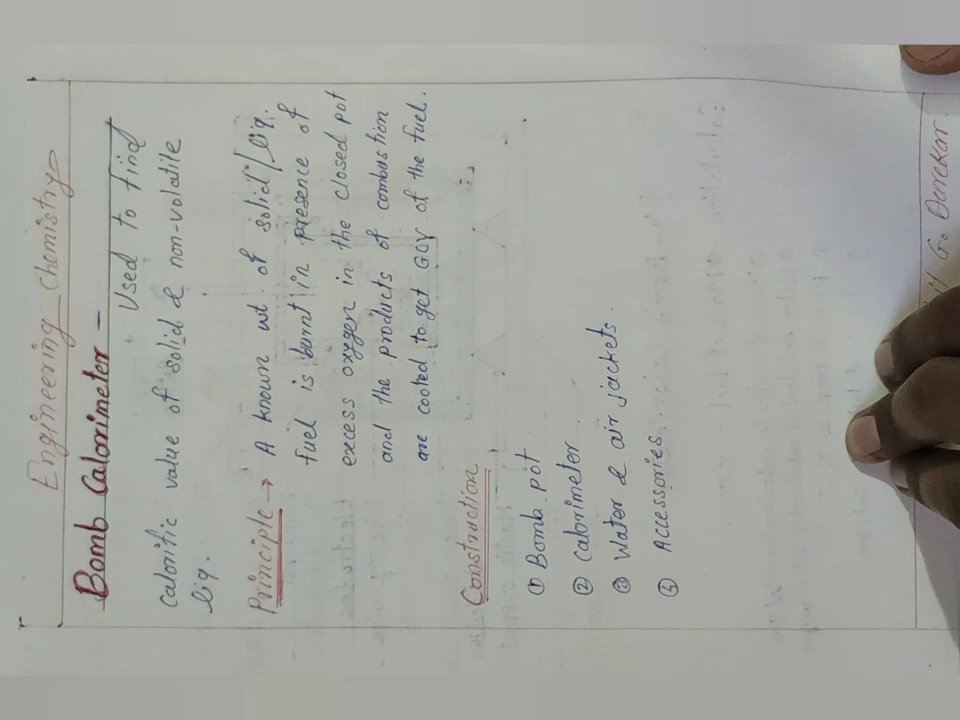 Engineering Chemistry
Bomb Calorimeter -
Used to find
calorific value of solid & non-volatile
liq.
Principle → A known wt. of solid/liq.
fuel is burnt in presence of
excess oxygen in the closed pot
and the products of combustion
are cooled to get GCV of the fuel.
Construction
① Bomb pot
② Calorimeter
③ Water & air jackets.
④ Accessories.
G. Darekar